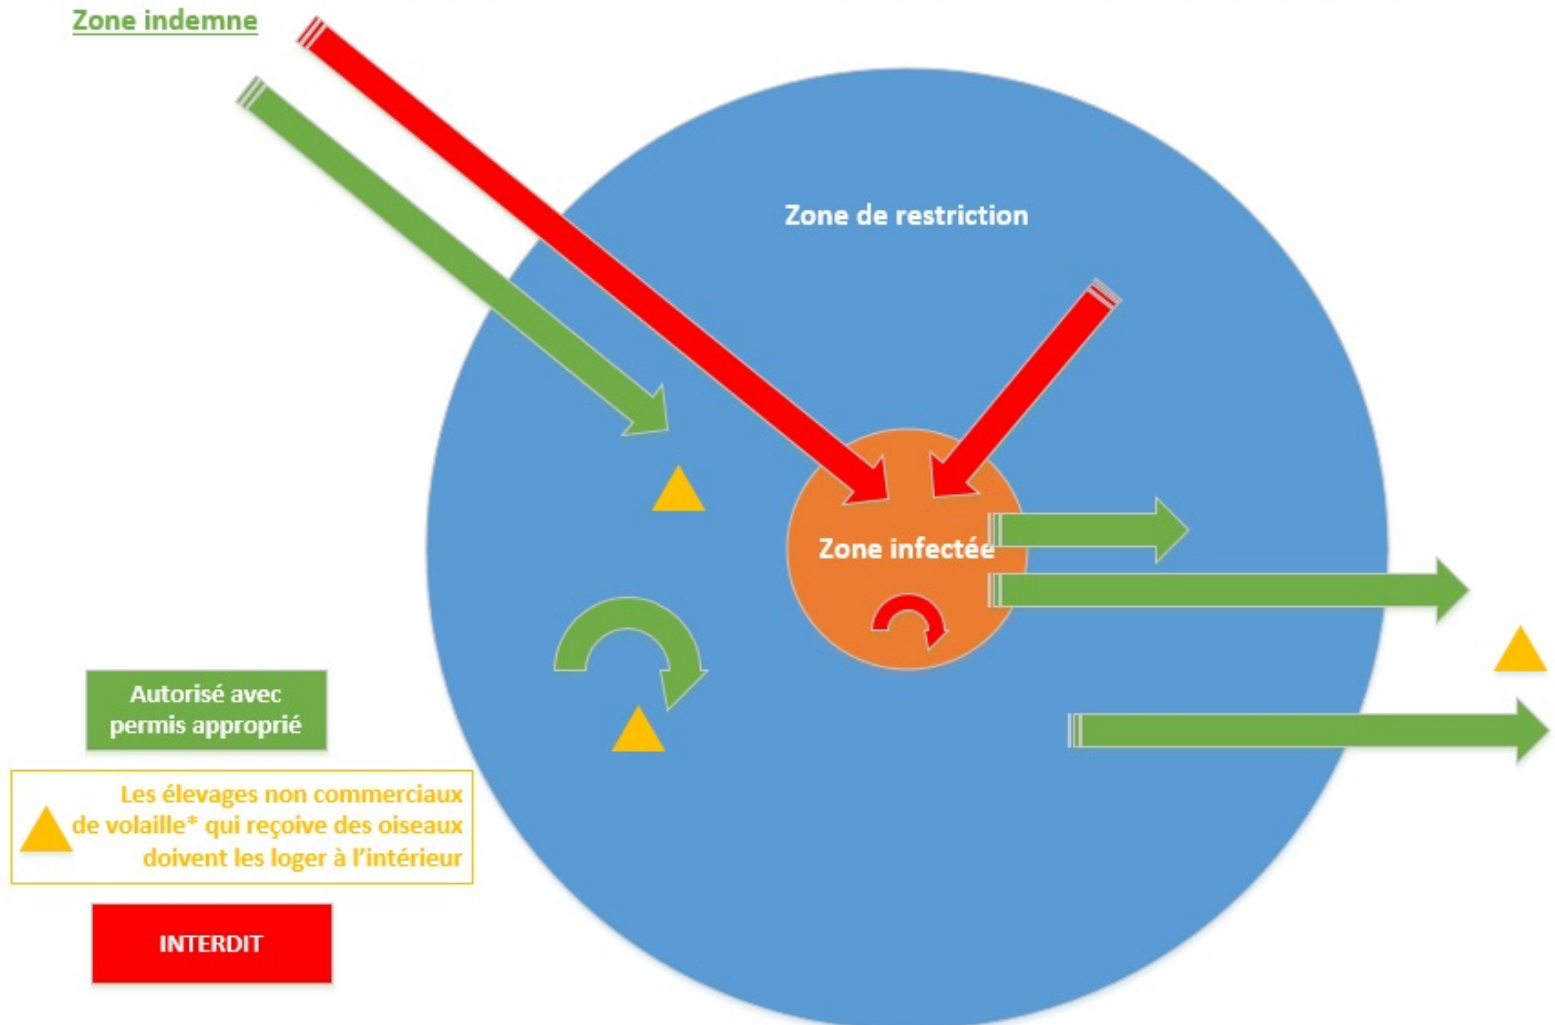 Zone indemne
Zone de restriction
Zone infectée
Autorisé avec
permis approprié
Les élevages non commerciaux
de volaille* qui reçoive des oiseaux
doivent les loger à l'intérieur
INTERDIT